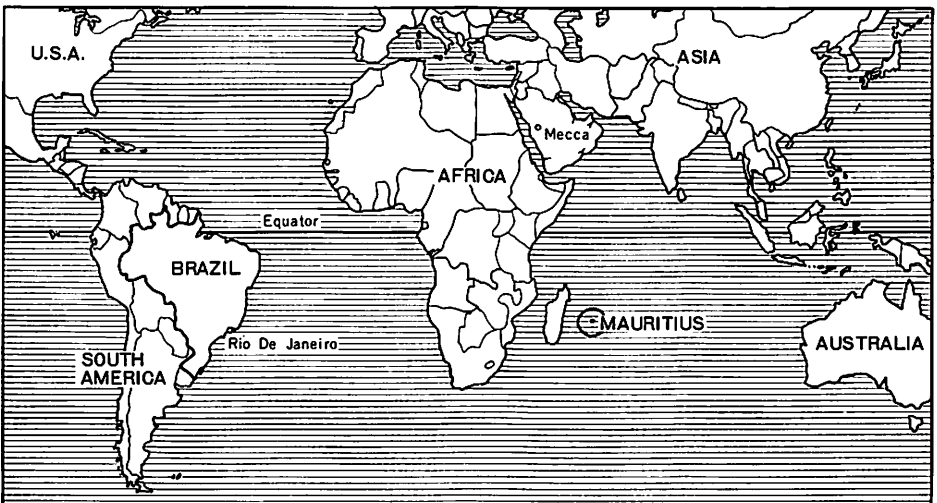 U.S.A.
ASIA
Mecca
AFRICA
Equator
BRAZIL
MAURITIUS
Rio De Janeiro
AUSTRALIA
SOUTH
AMERICA